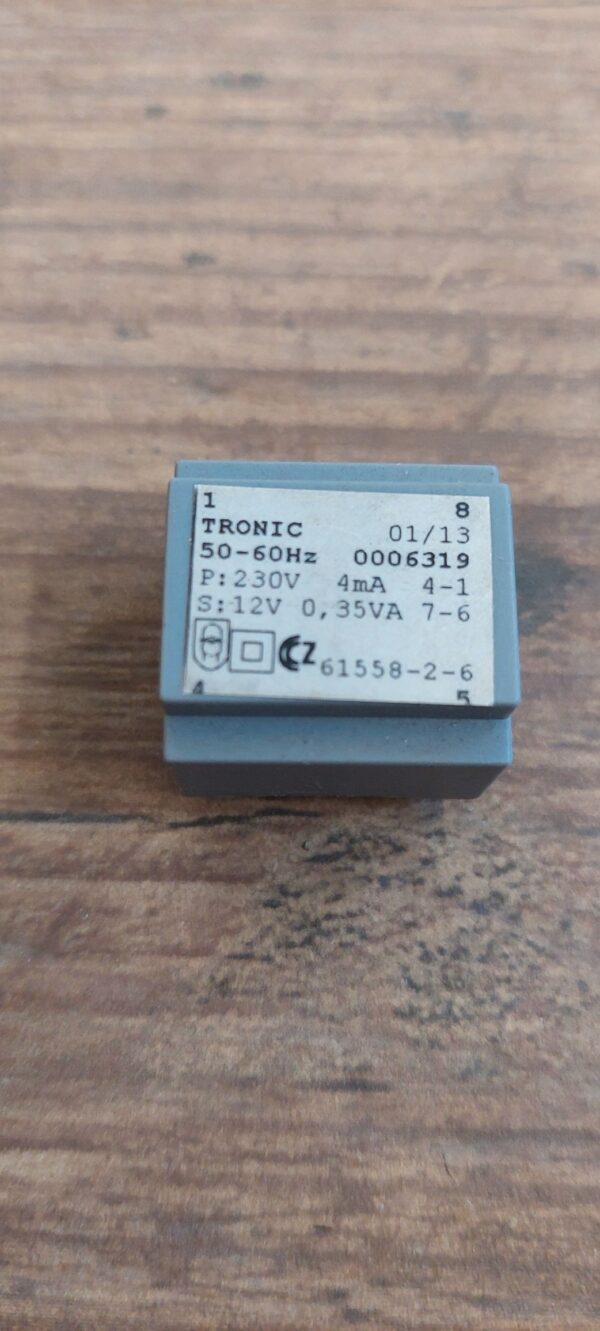 1 8
TRONIC 01/13
50-60Hz 0006319
P:230V 4mA 4-1
S:12V 0,35VA 7-6
CZ 61558-2-6
4 5